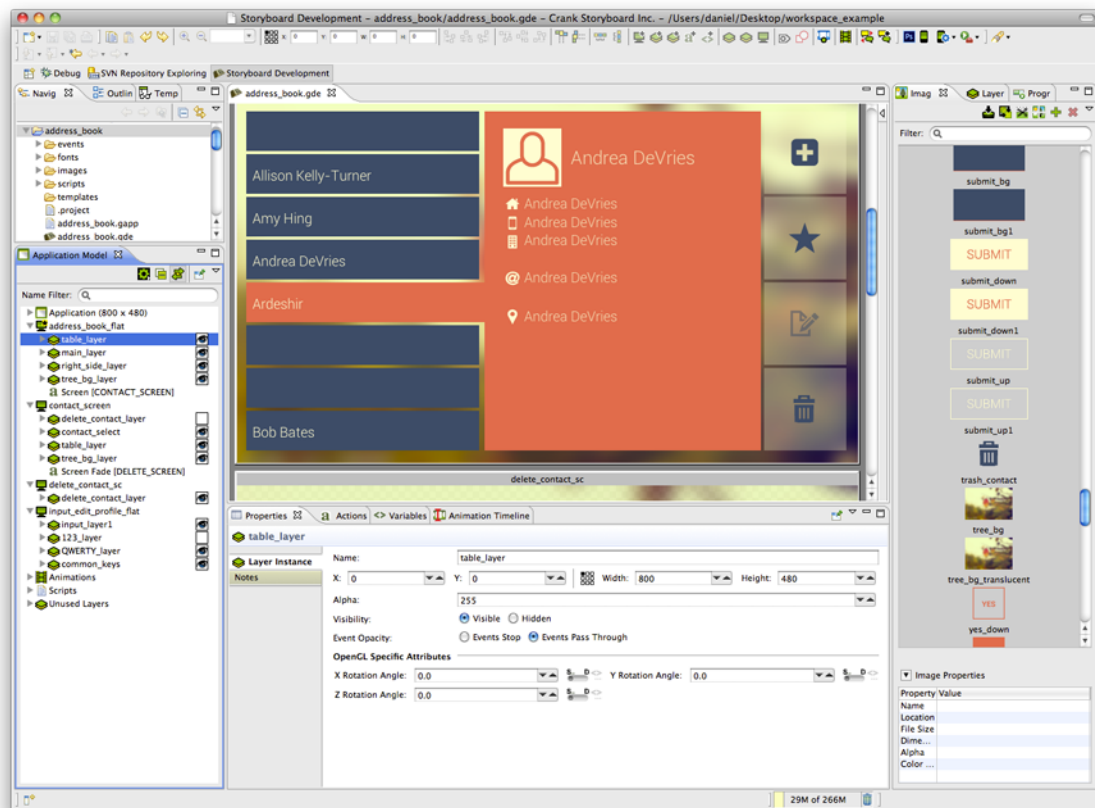 Storyboard Development - address_book/address_book.gde - Crank Storyboard Inc. - /Users/daniel/Desktop/workspace_example
X: 0 Y: 0 W: 0 H: 0
Debug SVN Repository Exploring Storyboard Development
Navig Outlin Temp
address_book
events
fonts
images
scripts
templates
.project
address_book.gapp
address_book.gde
Application Model
Name Filter:
Application (800 x 480)
address_book_flat
table_layer
main_layer
right_side_layer
tree_bg_layer
Screen [CONTACT_SCREEN]
contact_screen
delete_contact_layer
contact_select
table_layer
tree_bg_layer
Screen Fade [DELETE_SCREEN]
delete_contact_sc
delete_contact_layer
input_edit_profile_flat
input_layer1
123_layer
QWERTY_layer
common_keys
Animations
Scripts
Unused Layers
address_book.gde
Allison Kelly-Turner
Amy Hing
Andrea DeVries
Ardeshir
Bob Bates
Andrea DeVries
Andrea DeVries
Andrea DeVries
Andrea DeVries
@ Andrea DeVries
Andrea DeVries
delete_contact_sc
Properties Actions Variables Animation Timeline
table_layer
Layer Instance
Notes
Name: table_layer
X: 0 Y: 0 Width: 800 Height: 480
Alpha: 255
Visibility: Visible Hidden
Event Opacity: Events Stop Events Pass Through
OpenGL Specific Attributes
X Rotation Angle: 0.0 Y Rotation Angle: 0.0
Z Rotation Angle: 0.0
Imag Layer Progr
Filter:
submit_bg
submit_bg1
SUBMIT
submit_down
SUBMIT
submit_down1
SUBMIT
submit_up
SUBMIT
submit_up1
trash_contact
tree_bg
tree_bg_translucent
YES
yes_down
Image Properties
Property Value
Name
Location
File Size
Dime...
Alpha
Color ...
29M of 266M